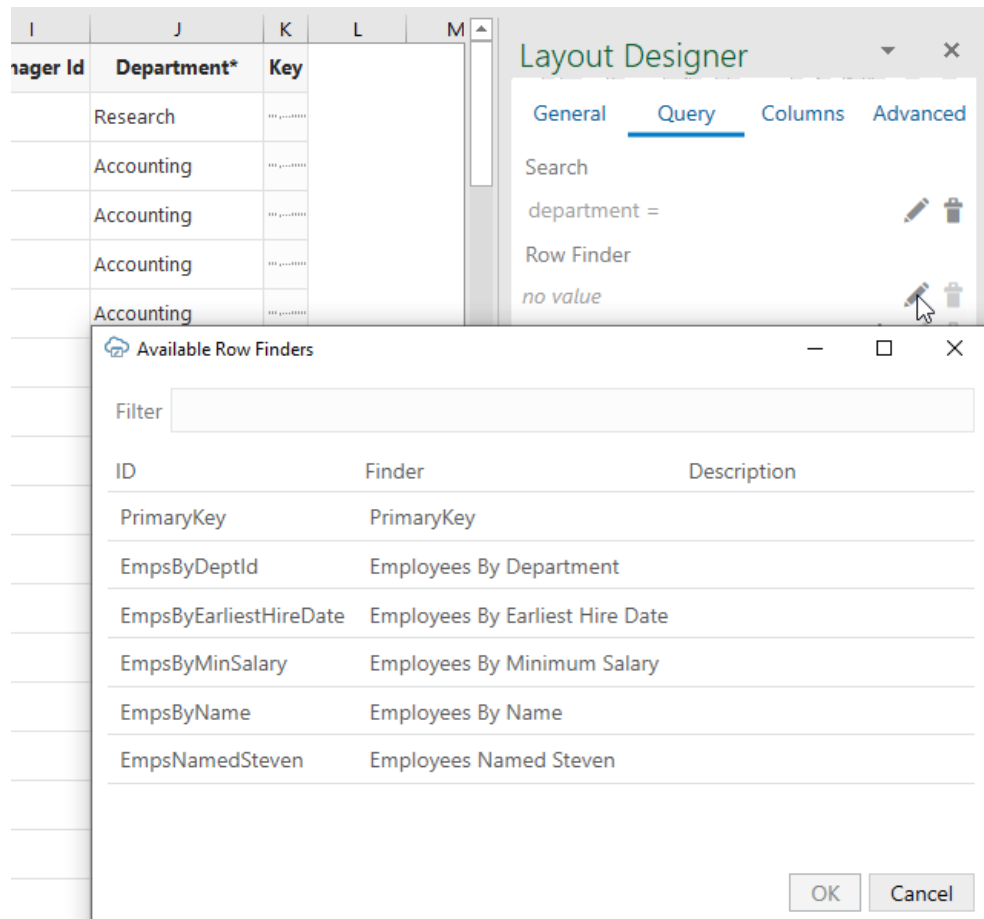 I J K L M
nager Id Department* Key
Research
Accounting
Accounting
Accounting
Accounting
Layout Designer
General Query Columns Advanced
Search
department =
Row Finder
no value
Available Row Finders
Filter
ID Finder Description
PrimaryKey PrimaryKey
EmpsByDeptId Employees By Department
EmpsByEarliestHireDate Employees By Earliest Hire Date
EmpsByMinSalary Employees By Minimum Salary
EmpsByName Employees By Name
EmpsNamedSteven Employees Named Steven
OK Cancel